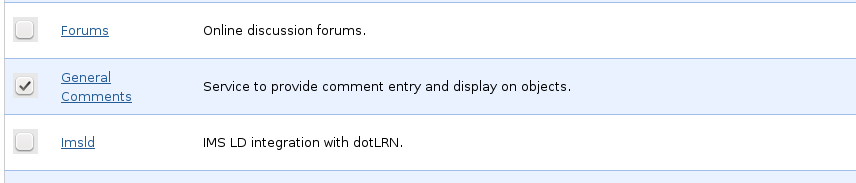 Forums Online discussion forums.
General
Comments Service to provide comment entry and display on objects.
Imsld IMS LD integration with dotLRN.